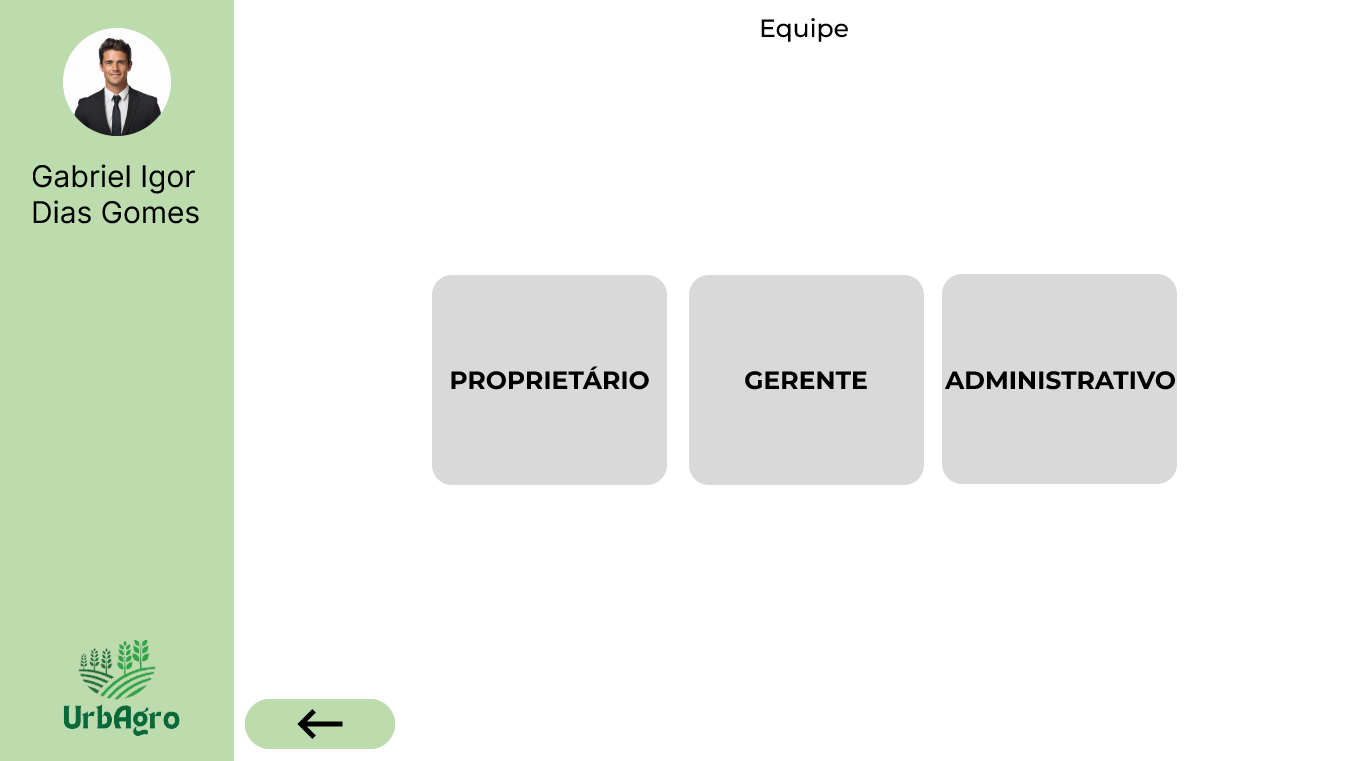 Equipe
Gabriel Igor
Dias Gomes
PROPRIETÁRIO
GERENTE
ADMINISTRATIVO
UrbAgro